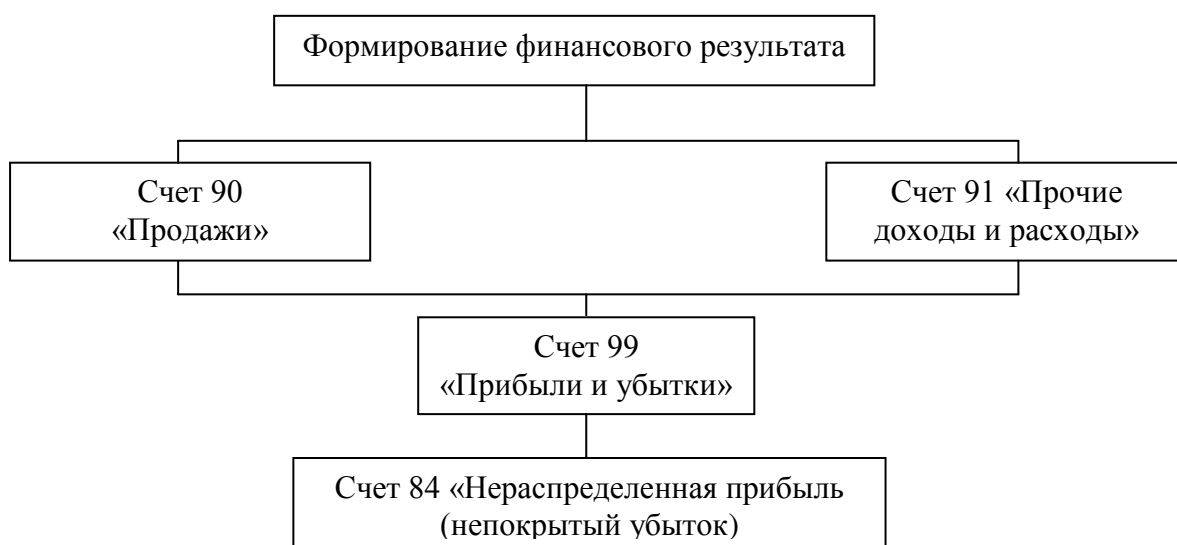 Формирование финансового результата
Счет 90
«Продажи»
Счет 91 «Прочие
доходы и расходы»
Счет 99
«Прибыли и убытки»
Счет 84 «Нераспределенная прибыль
(непокрытый убыток)